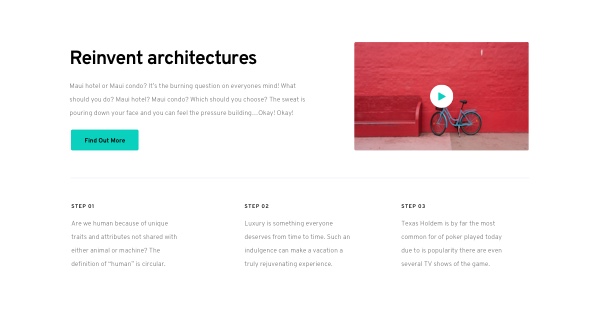 Reinvent architectures
Maui hotel or Maui condo? It's the burning question on everyones mind! What
should you do? Maui hotel? Maui condo? Which should you choose? The sweat is
pouring down your face and you can feel the pressure building... Okay! Okay!
Find Out More
STEP 01
Are we human because of unique
traits and attributes not shared with
either animal or machine? The
definition of "human" is circular.
STEP 02
Luxury is something everyone
deserves from time to time. Such an
indulgence can make a vacation a
truly rejuvenating experience.
STEP 03
Texas Holdem is by far the most
common for of poker played today
due to is popularity there are even
several TV shows of the game.